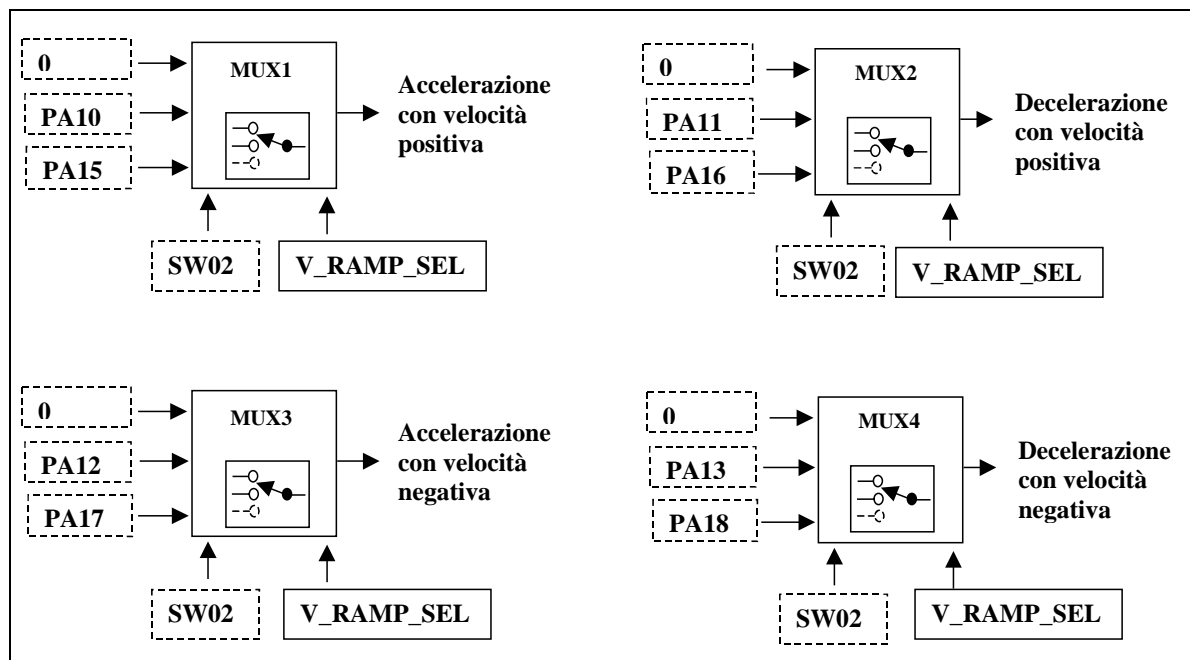 0
MUX1
PA10
PA15
Accelerazione
con velocità
positiva
SW02
V_RAMP_SEL
0
MUX2
PA11
PA16
Decelerazione
con velocità
positiva
SW02
V_RAMP_SEL
0
MUX3
PA12
PA17
Accelerazione
con velocità
negativa
SW02
V_RAMP_SEL
0
MUX4
PA13
PA18
Decelerazione
con velocità
negativa
SW02
V_RAMP_SEL